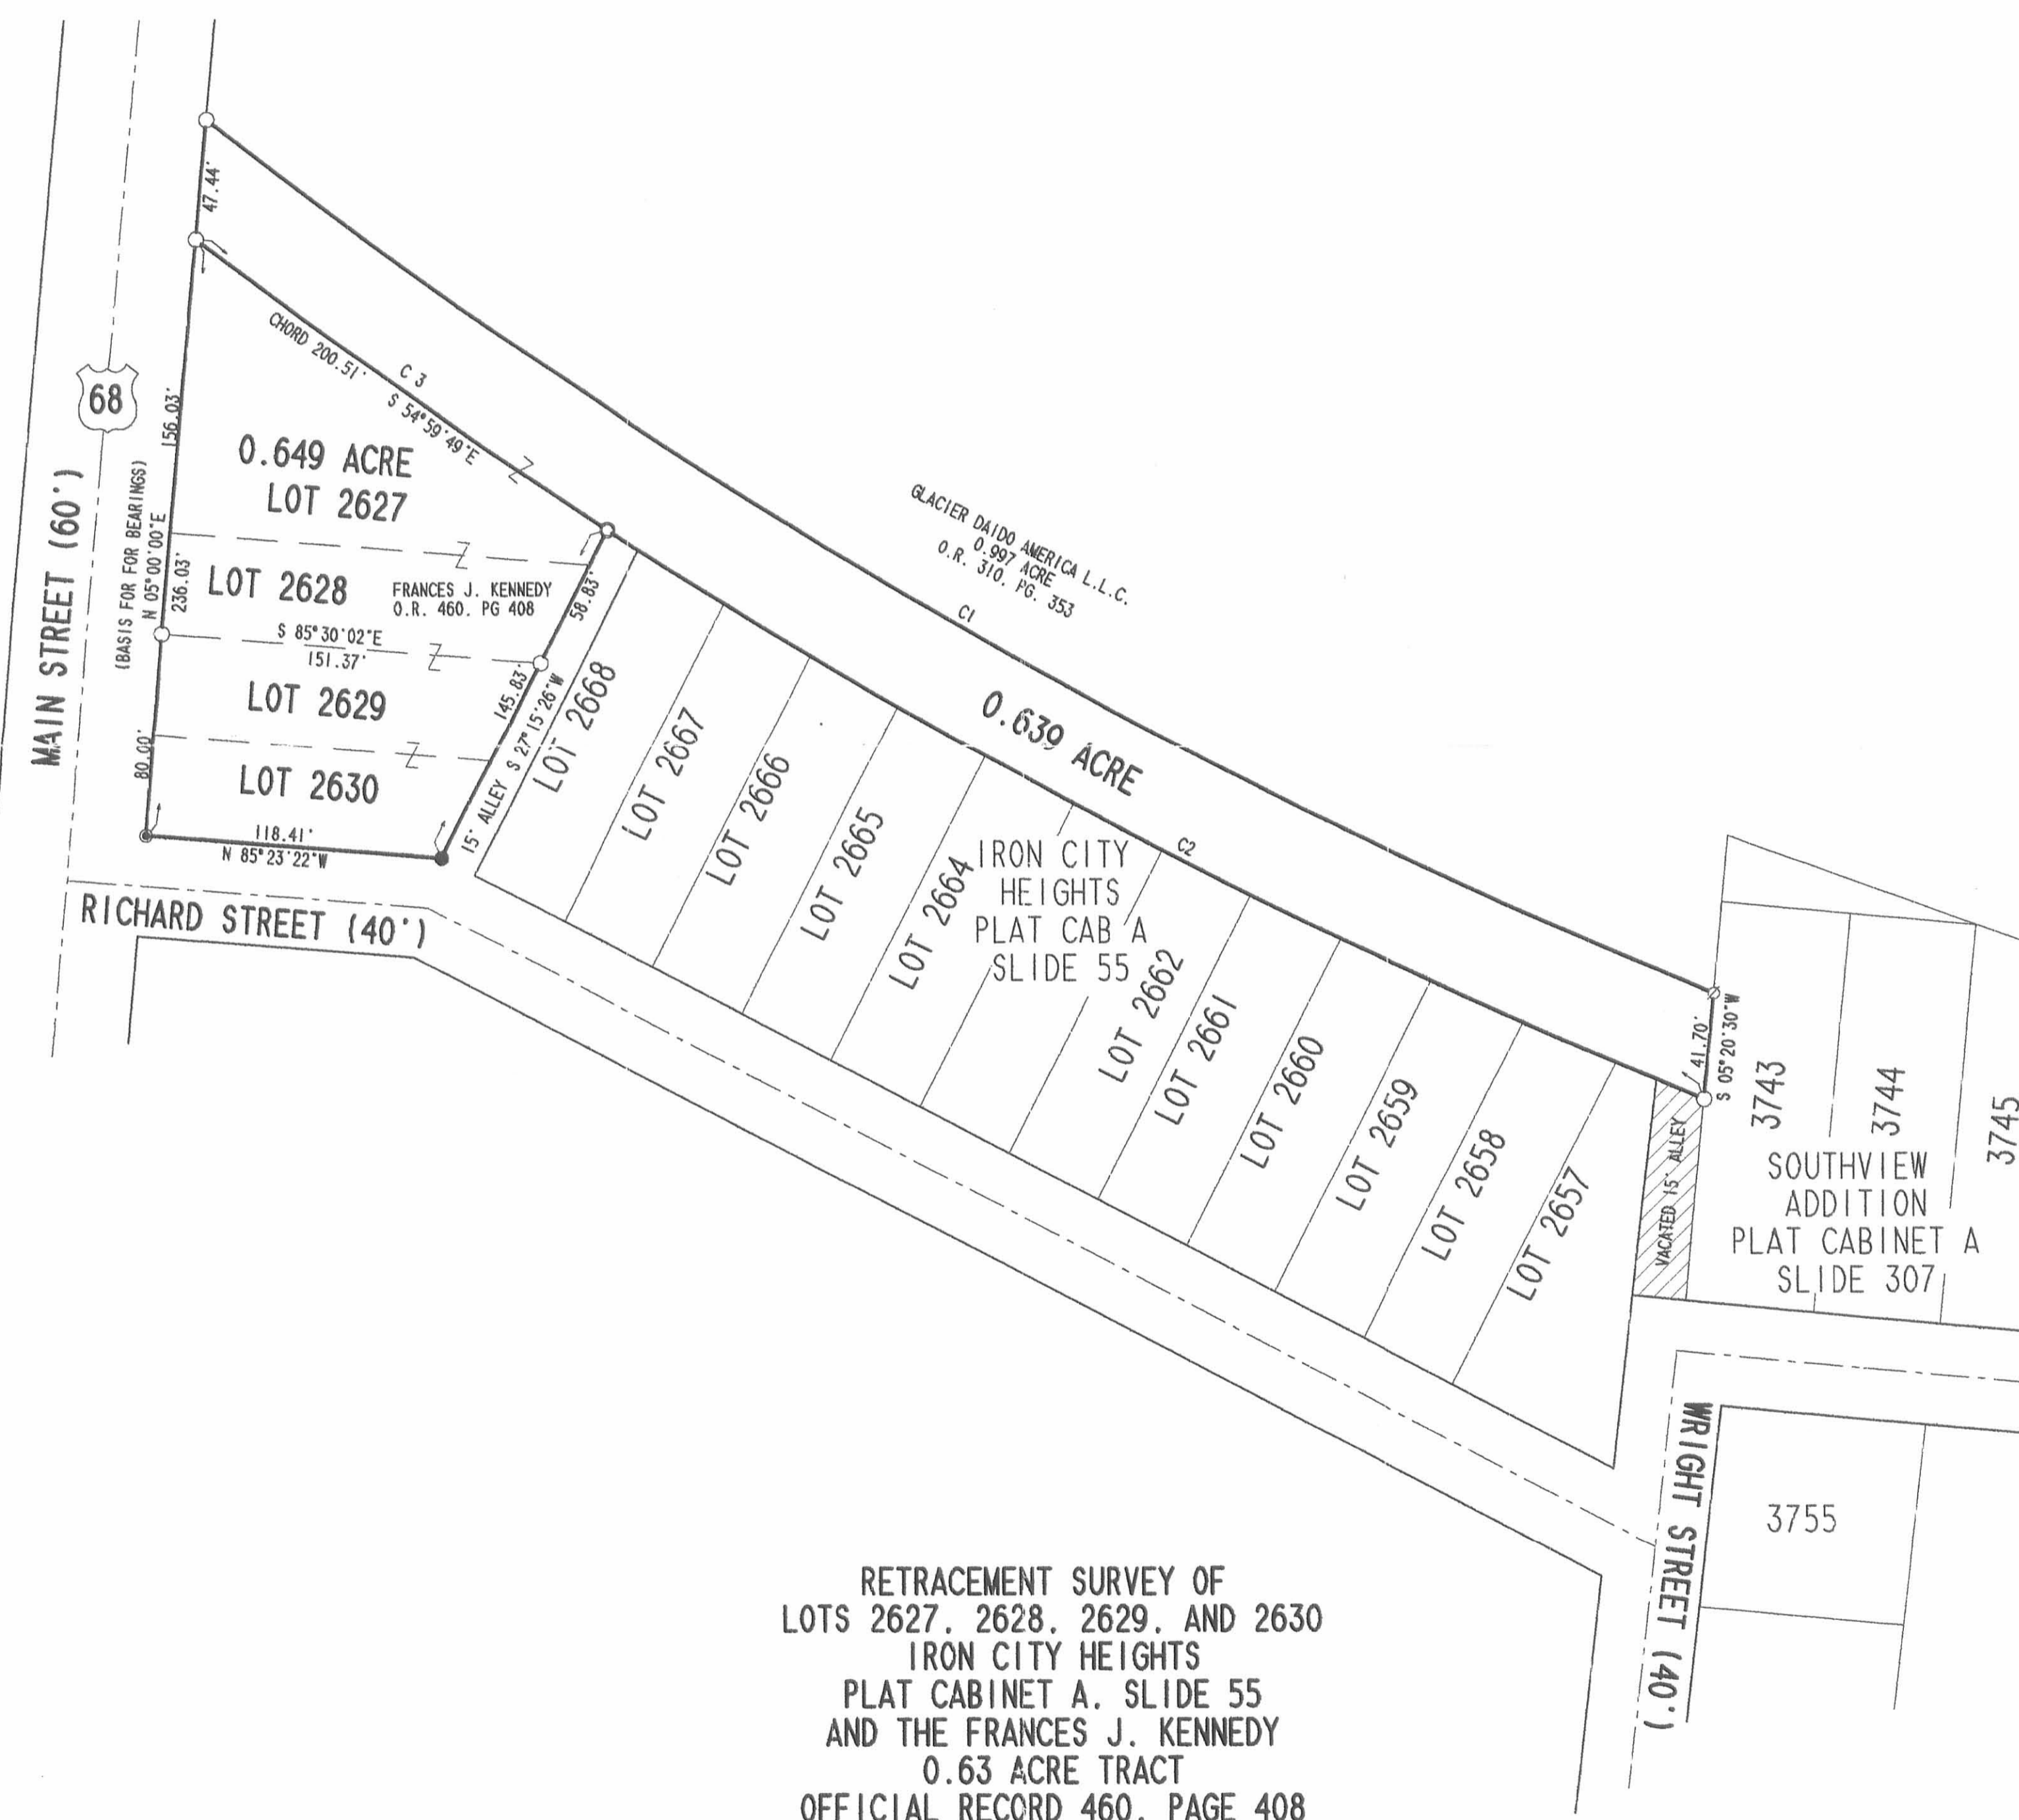 47.44'
CHORD 200.51'
C 3
S 54°59'49"E
68
156.03'
0.649 ACRE
LOT 2627
MAIN STREET (60')
(BASIS FOR FOR BEARINGS)
N 05°00'00"E
236.03'
LOT 2628
FRANCES J. KENNEDY
O.R. 460. PG 408
58.83'
S 85°30'02"E
151.37'
LOT 2629
80.00'
LOT 2630
118.41'
N 85°23'22"W
145.83'
15' ALLEY S 27°15'26"W
RICHARD STREET (40')
GLACIER DAIDO AMERICA L.L.C.
0.997 ACRE
O.R. 310. PG. 353
C1
0.639 ACRE
C2
LOT 2668
LOT 2667
LOT 2666
LOT 2665
LOT 2664
IRON CITY
HEIGHTS
PLAT CAB A
SLIDE 55
LOT 2662
LOT 2661
LOT 2660
LOT 2659
LOT 2658
LOT 2657
41.70'
S 05°20'30"W
VACATED 15' ALLEY
3743
3744
3745
SOUTHVIEW
ADDITION
PLAT CABINET A
SLIDE 307
WRIGHT STREET (40')
3755
RETRACEMENT SURVEY OF
LOTS 2627. 2628. 2629. AND 2630
IRON CITY HEIGHTS
PLAT CABINET A. SLIDE 55
AND THE FRANCES J. KENNEDY
0.63 ACRE TRACT
OFFICIAL RECORD 460. PAGE 408